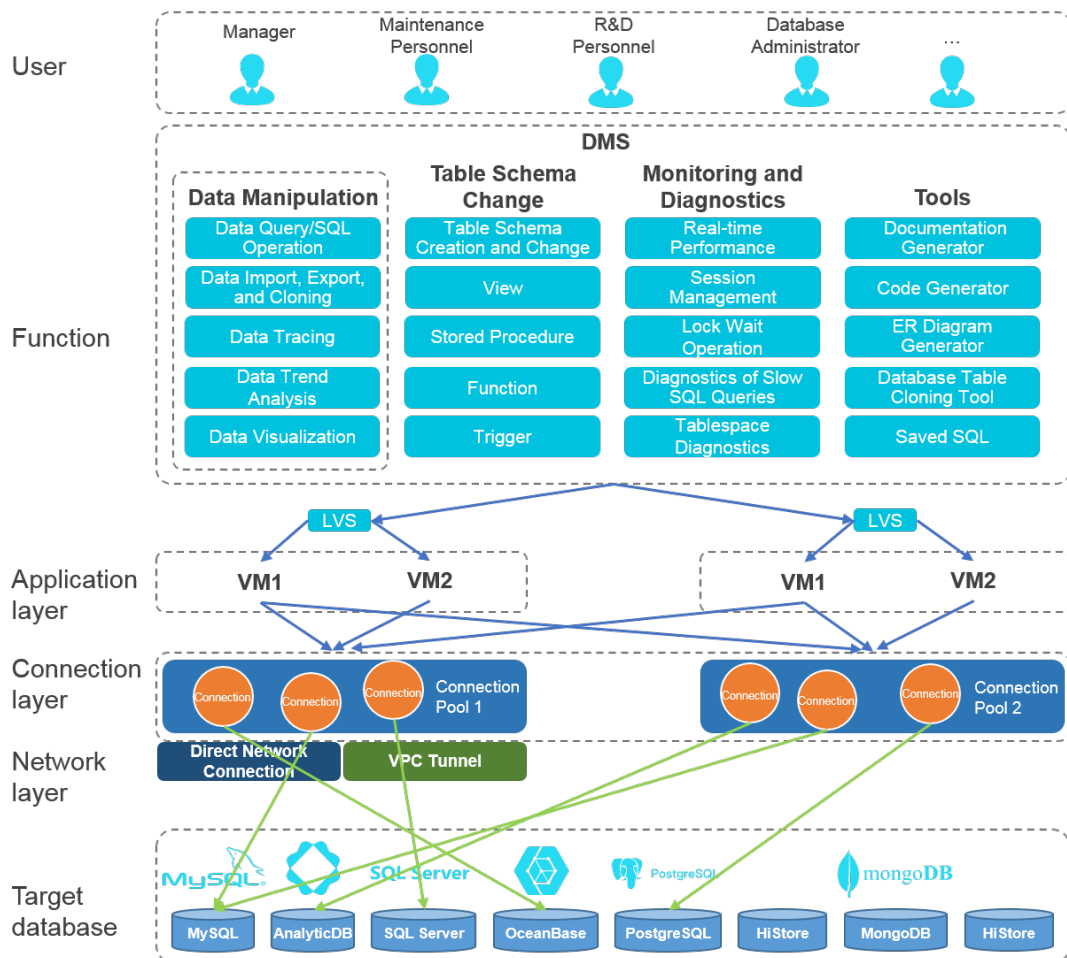 User
Manager
Maintenance
Personnel
R&D
Personnel
Database
Administrator
...
Function
DMS
Data Manipulation
Data Query/SQL
Operation
Data Import, Export,
and Cloning
Data Tracing
Data Trend
Analysis
Data Visualization
Table Schema
Change
Table Schema
Creation and Change
View
Stored Procedure
Function
Trigger
Monitoring and
Diagnostics
Real-time
Performance
Session
Management
Lock Wait
Operation
Diagnostics of Slow
SQL Queries
Tablespace
Diagnostics
Tools
Documentation
Generator
Code Generator
ER Diagram
Generator
Database Table
Cloning Tool
Saved SQL
LVS
LVS
Application
layer
VM1
VM2
VM1
VM2
Connection
layer
Connection
Connection
Connection
Connection
Pool 1
Connection
Connection
Connection
Connection
Pool 2
Network
layer
Direct Network
Connection
VPC Tunnel
Target
database
MySQL
SQL Server
PostgreSQL
mongoDB
MySQL
AnalyticDB
SQL Server
OceanBase
PostgreSQL
HiStore
MongoDB
HiStore